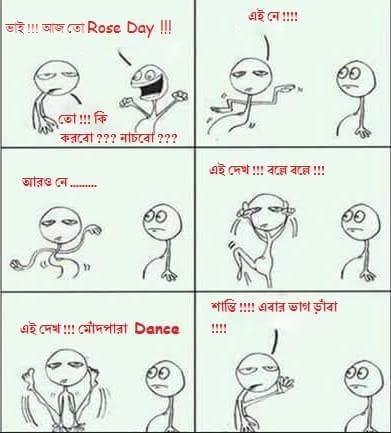 ভাই !!! আজ তো Rose Day !!!
তো !!! কি
করবো ??? নাচবো ???
এই নে !!!!
আরও নে .........
এই দেখ !!! বল্লে বল্লে !!!
এই দেখ !!! মোঁদপারা Dance
শান্তি !!!! এবার ভাগ ড়াঁবা
!!!!